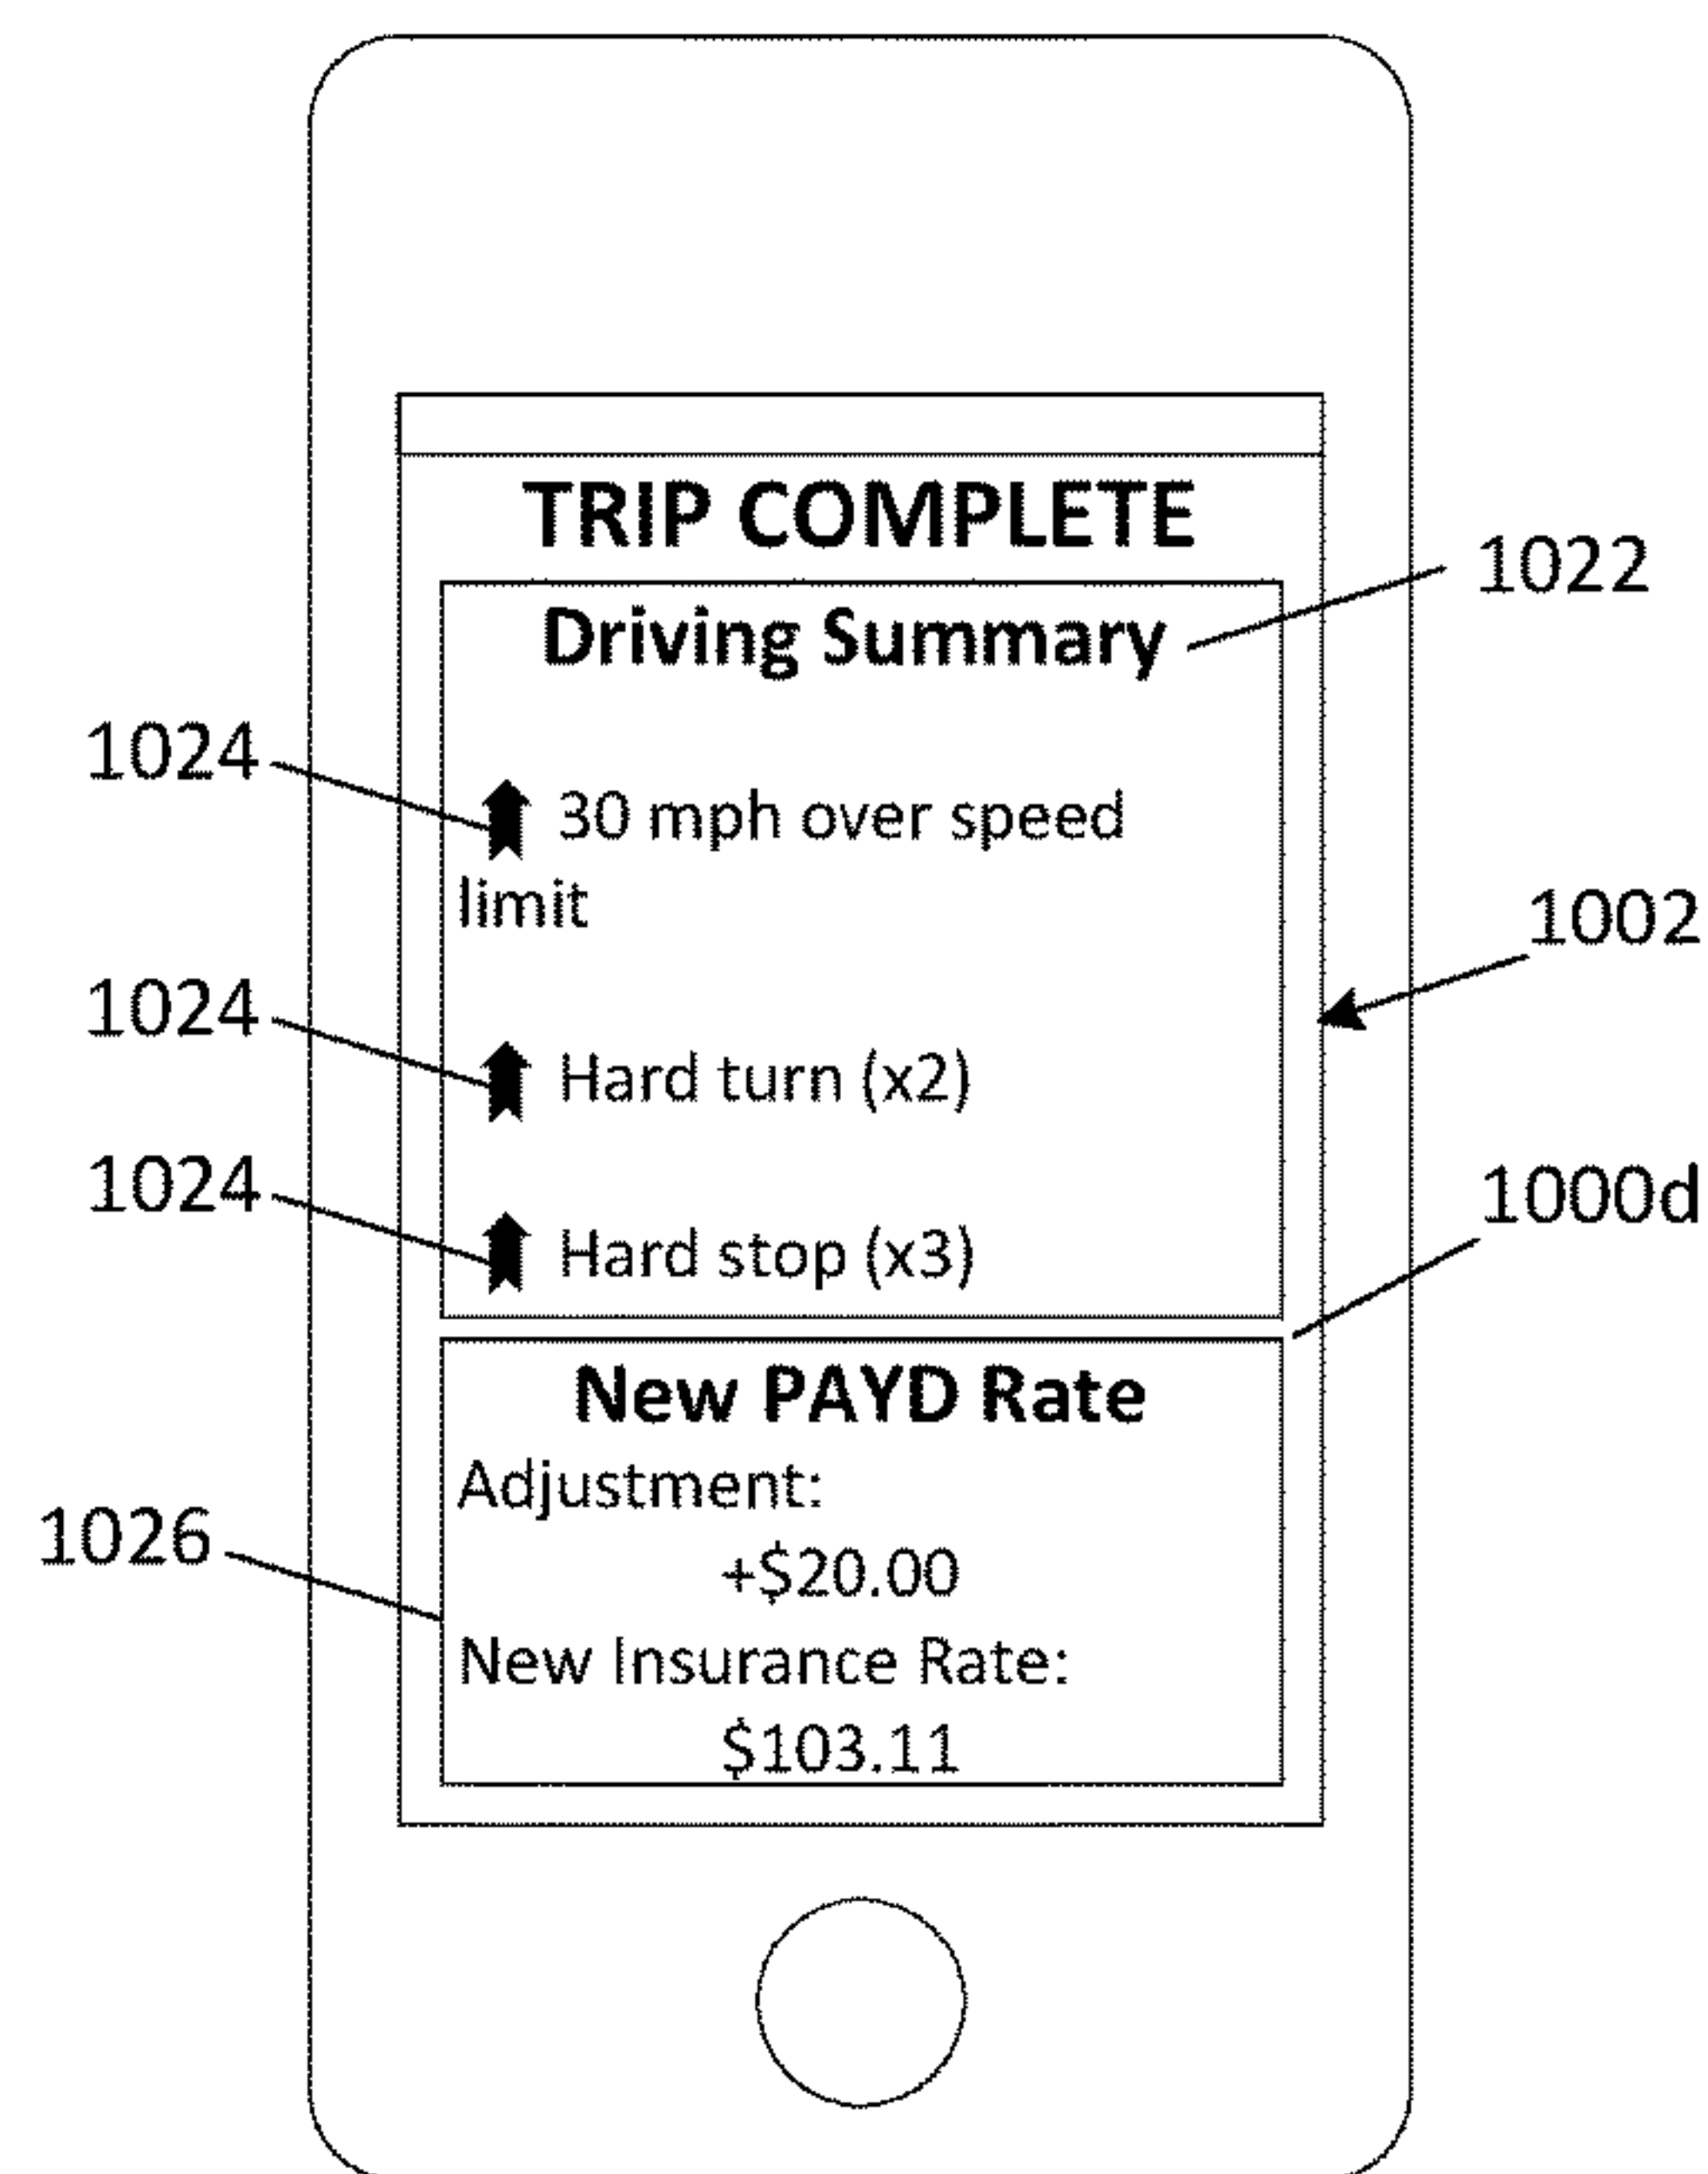 TRIP COMPLETE
1022
Driving Summary
1024
30 mph over speed
limit
1002
1024
Hard turn (x2)
1000d
1024
Hard stop (x3)
New PAYD Rate
Adjustment:
1026
+$20.00
New Insurance Rate:
$103.11